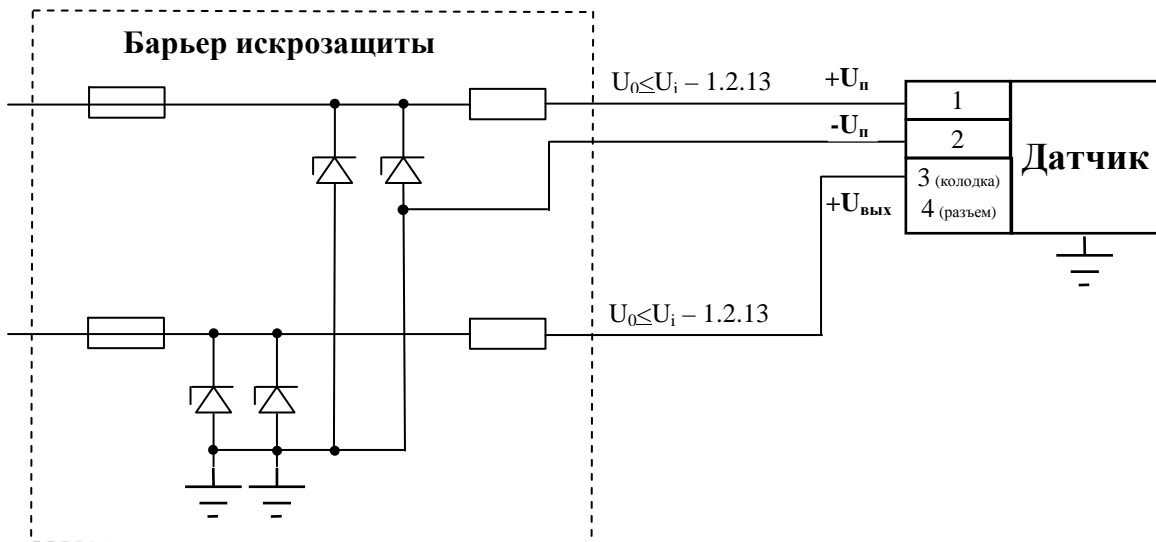 Барьер искрозащиты
U₀≤Uᵢ – 1.2.13
+Uп
1
-Uп
2
Датчик
3 (колодка)
+Uвых
4 (разъем)
U₀≤Uᵢ – 1.2.13